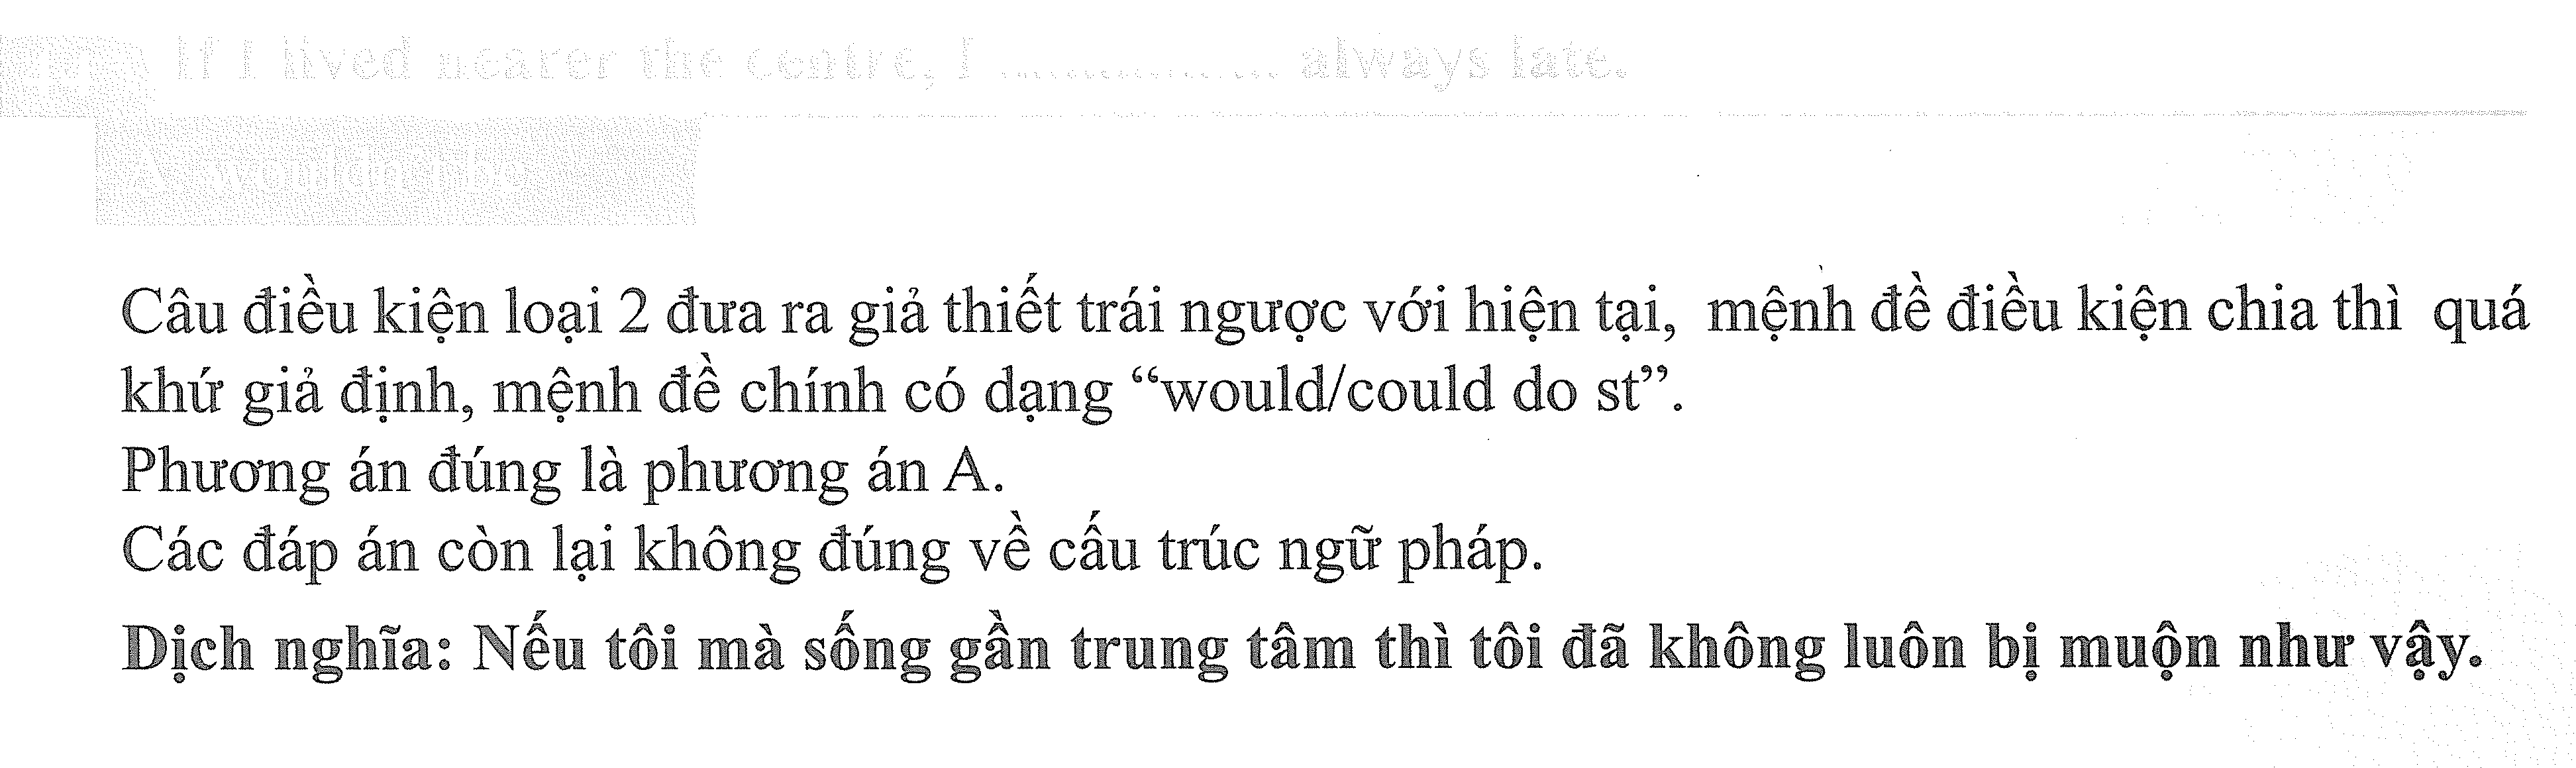 If I lived nearer the centre, I ................ always late.
A. wouldn't be
Câu điều kiện loại 2 đưa ra giả thiết trái ngược với hiện tại, mệnh đề điều kiện chia thì quá
khứ giả định, mệnh đề chính có dạng “would/could do st”.
Phương án đúng là phương án A.
Các đáp án còn lại không đúng về cấu trúc ngữ pháp.
Dịch nghĩa: Nếu tôi mà sống gần trung tâm thì tôi đã không luôn bị muộn như vậy.